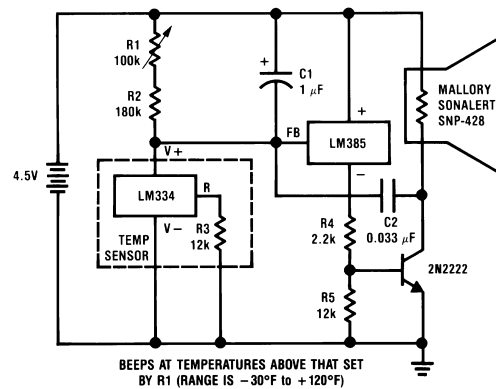 R1
100k
R2
180k
+
C1
1 μF
+
FB
LM385
−
MALLORY
SONALERT
SNP-428
4.5V
V+
LM334
R
V−
TEMP
SENSOR
R3
12k
R4
2.2k
C2
0.033 μF
2N2222
R5
12k
BEEPS AT TEMPERATURES ABOVE THAT SET
BY R1 (RANGE IS −30°F to +120°F)